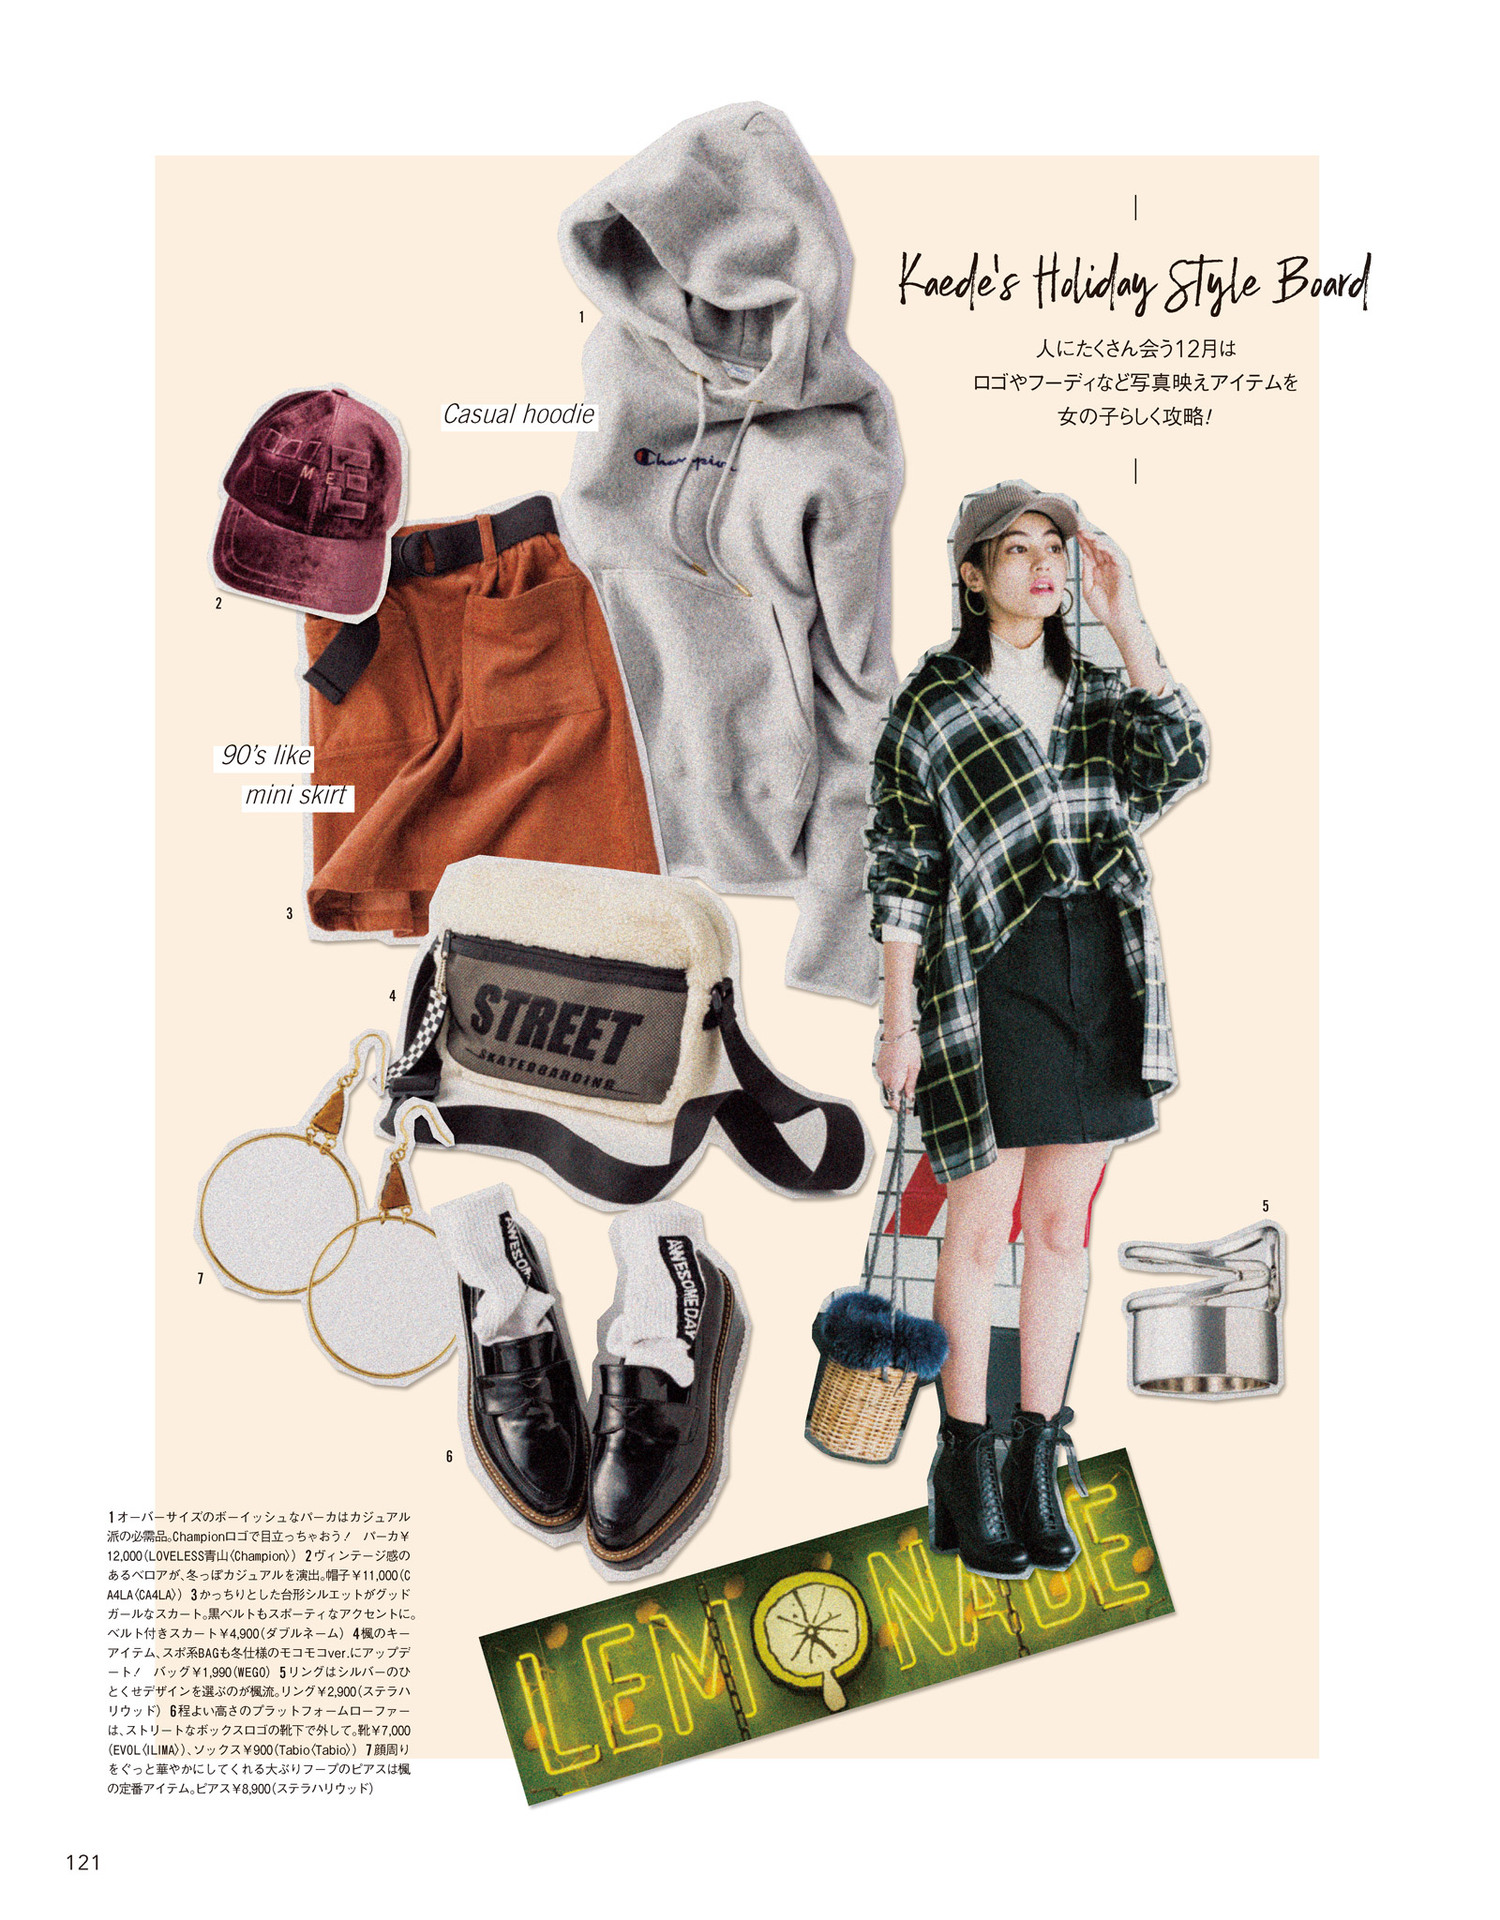 Kaede's Holiday Style Board
人にたくさん会う12月は
ロゴやフーディなど写真映えアイテムを
女の子らしく攻略!
1
Casual hoodie
Champion
2
ME
90's like
mini skirt
3
4
STREET
SKATEBOARDING
5
7
AWESOME
AWESOMEDAY
6
LEMONADE
1オーバーサイズのボーイッシュなパーカはカジュアル
派の必需品。Championロゴで目立っちゃおう! パーカ¥
12,000(LOVELESS青山〈Champion〉) 2ヴィンテージ感の
あるベロアが、冬っぽカジュアルを演出。帽子¥11,000(C
A4LA〈CA4LA〉) 3かっちりとした台形シルエットがグッド
ガールなスカート。黒ベルトもスポーティなアクセントに。
ベルト付きスカート¥4,900(ダブルネーム) 4楓のキー
アイテム、スポ系BAGも冬仕様のモコモコver.にアップデ
ート! バッグ¥1,990(WEGO) 5リングはシルバーのひ
とくせデザインを選ぶのが楓流。リング¥2,900(ステラハ
リウッド) 6程よい高さのプラットフォームローファー
は、ストリートなボックスロゴの靴下で外して。靴¥7,000
(EVOL〈ILIMA〉)、ソックス¥900(Tabio〈Tabio〉) 7顔周り
をぐっと華やかにしてくれる大ぶりフープのピアスは楓
の定番アイテム。ピアス¥8,900(ステラハリウッド)
121